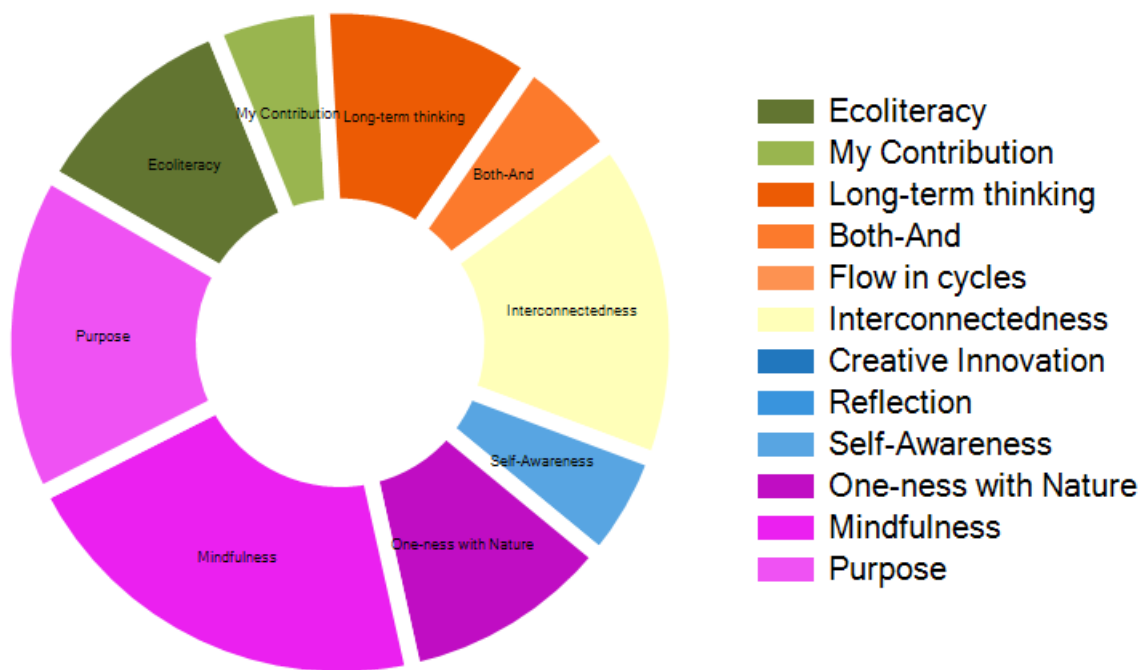 My Contribution
Long-term thinking
Ecoliteracy
Both-And
Interconnectedness
Purpose
Self-Awareness
One-ness with Nature
Mindfulness
Ecoliteracy
My Contribution
Long-term thinking
Both-And
Flow in cycles
Interconnectedness
Creative Innovation
Reflection
Self-Awareness
One-ness with Nature
Mindfulness
Purpose